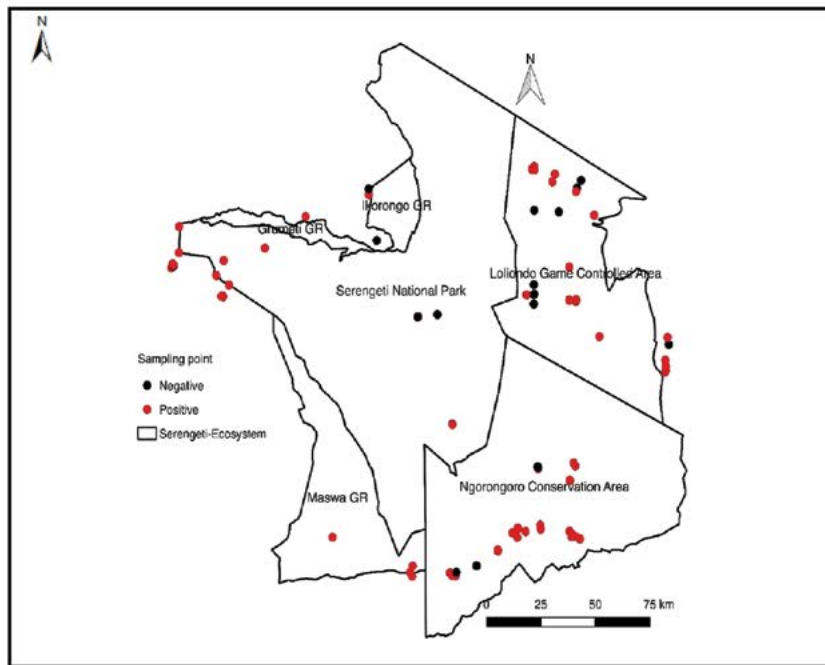 N
N
Ikorongo GR
Grumeti GR
Loliondo Game Controlled Area
Serengeti National Park
Sampling point
Negative
Positive
Serengeti-Ecosystem
Ngorongoro Conservation Area
Maswa GR
0 25 50 75 km